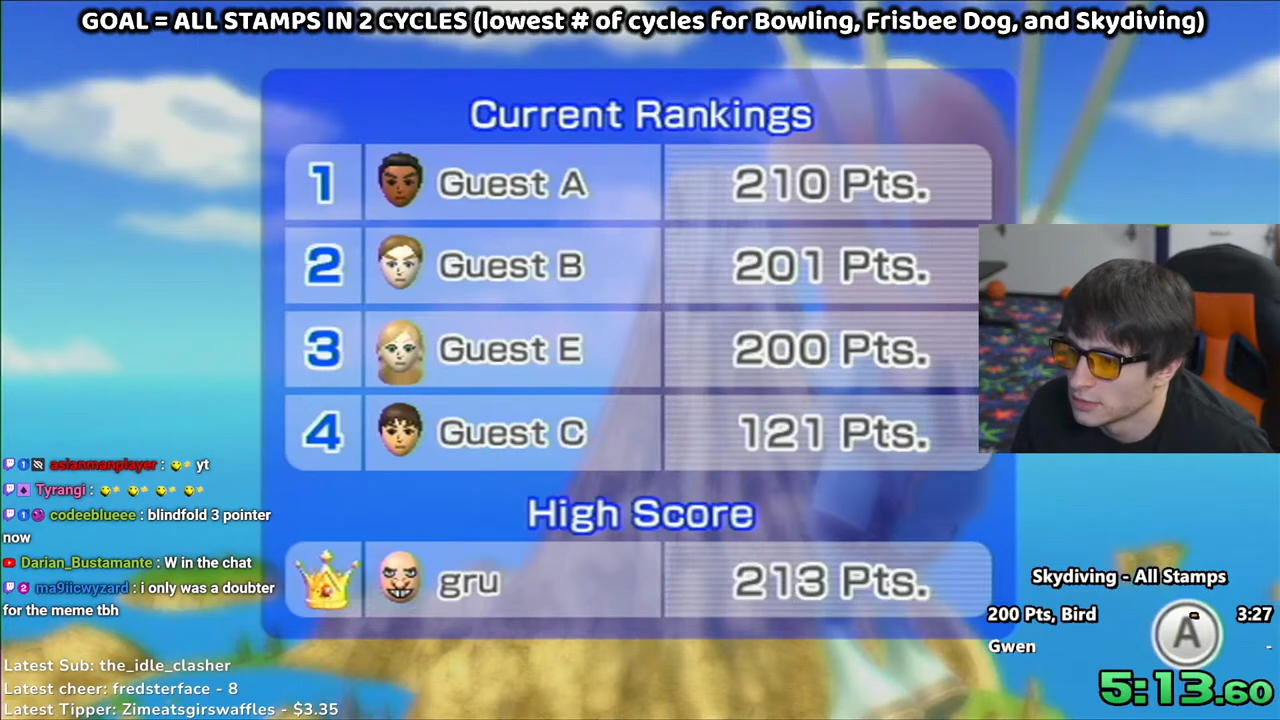 GOAL = ALL STAMPS IN 2 CYCLES (lowest # of cycles for Bowling, Frisbee Dog, and Skydiving)
Current Rankings
1 Guest A 210 Pts.
2 Guest B 201 Pts.
3 Guest E 200 Pts.
4 Guest C 121 Pts.
High Score
gru 213 Pts.
asianmanplayer : yt
Tyrangi :
codeeblueee : blindfold 3 pointer
now
Darian_Bustamante : W in the chat
ma9iicwyzard : i only was a doubter
for the meme tbh
Latest Sub: the_idle_clasher
Latest cheer: fredsterface - 8
Latest Tipper: Zimeatsgirswaffles - $3.35
Skydiving - All Stamps
200 Pts, Bird - 3:27
Gwen -
A
5:13.60